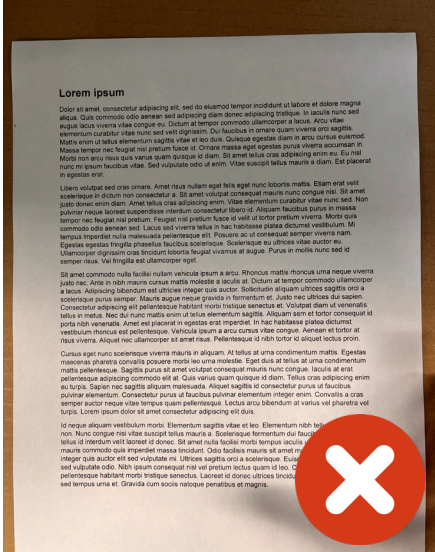 Lorem ipsum
Dolor sit amet, consectetur adipiscing elit, sed do eiusmod tempor incididunt ut labore et dolore magna
aliqua. Quis commodo odio aenean sed adipiscing diam donec adipiscing tristique. In iaculis nunc sed
augue lacus viverra vitae congue eu. Dictum at tempor commodo ullamcorper a lacus. Arcu vitae
elementum curabitur vitae nunc sed velit dignissim. Dui faucibus in ornare quam viverra orci sagittis.
Mattis enim ut tellus elementum sagittis vitae et leo duis. Quisque egestas diam in arcu cursus euismod.
Massa tempor nec feugiat nisl pretium fusce id. Ornare massa eget egestas purus viverra accumsan in.
Morbi non arcu risus quis varius quam quisque id diam. Sit amet tellus cras adipiscing enim eu. Eu nisl
nunc mi ipsum faucibus vitae. Sed vulputate odio ut enim. Vitae suscipit tellus mauris a diam. Est placerat
in egestas erat.
Libero volutpat sed cras ornare. Amet risus nullam eget felis eget nunc lobortis mattis. Etiam erat velit
scelerisque in dictum non consectetur a. Sit amet volutpat consequat mauris nunc congue nisi. Sit amet
justo donec enim diam. Amet tellus cras adipiscing enim. Vitae elementum curabitur vitae nunc sed. Non
pulvinar neque laoreet suspendisse interdum consectetur libero id. Aliquam faucibus purus in massa
tempor nec feugiat nisl pretium. Feugiat nisl pretium fusce id velit ut tortor pretium viverra. Morbi quis
commodo odio aenean sed. Lacus sed viverra tellus in hac habitasse platea dictumst vestibulum. Mi
tempus imperdiet nulla malesuada pellentesque elit. Posuere ac ut consequat semper viverra nam.
Egestas egestas fringilla phasellus faucibus scelerisque. Scelerisque eu ultrices vitae auctor eu.
Ullamcorper dignissim cras tincidunt lobortis feugiat vivamus at augue. Purus in mollis nunc sed id
semper risus. Vel fringilla est ullamcorper eget.
Sit amet commodo nulla facilisi nullam vehicula ipsum a arcu. Rhoncus mattis rhoncus urna neque viverra
justo nec. Ante in nibh mauris cursus mattis molestie a iaculis at. Dictum at tempor commodo ullamcorper
a lacus. Adipiscing bibendum est ultricies integer quis auctor. Sollicitudin aliquam ultrices sagittis orci a
scelerisque purus semper. Mauris augue neque gravida in fermentum et. Justo nec ultrices dui sapien.
Consectetur adipiscing elit pellentesque habitant morbi tristique senectus et. Volutpat diam ut venenatis
tellus in metus. Nec dui nunc mattis enim ut tellus elementum sagittis. Aliquam sem et tortor consequat id
porta nibh venenatis. Amet est placerat in egestas erat imperdiet. In hac habitasse platea dictumst
vestibulum rhoncus est pellentesque. Vehicula ipsum a arcu cursus vitae congue. Aenean et tortor at
risus viverra. Aliquet nec ullamcorper sit amet risus. Pellentesque id nibh tortor id aliquet lectus proin.
Cursus eget nunc scelerisque viverra mauris in aliquam. At tellus at urna condimentum mattis. Egestas
maecenas pharetra convallis posuere morbi leo urna molestie. Eget duis at tellus at urna condimentum
mattis pellentesque. Sagittis purus sit amet volutpat consequat mauris nunc congue. Iaculis at erat
pellentesque adipiscing commodo elit at. Quis varius quam quisque id diam. Tellus cras adipiscing enim
eu turpis. Sapien nec sagittis aliquam malesuada. Aliquet sagittis id consectetur purus ut faucibus
pulvinar elementum. Consectetur purus ut faucibus pulvinar elementum integer enim. Convallis a cras
semper auctor neque vitae tempus quam pellentesque. Lectus arcu bibendum at varius vel pharetra vel
turpis. Lorem ipsum dolor sit amet consectetur adipiscing elit duis.
Id neque aliquam vestibulum morbi. Elementum sagittis vitae et leo. Elementum nibh
non. Nunc congue nisi vitae suscipit tellus mauris a. Scelerisque fermentum dui
tellus id interdum velit laoreet id donec. Sit amet nulla facilisi morbi tempus iaculis
mauris commodo quis imperdiet massa tincidunt. Odio facilisis mauris sit amet
integer quis auctor elit sed vulputate mi. Ultrices sagittis orci a scelerisque.
sed vulputate odio. Nibh ipsum consequat nisl vel pretium lectus quam id leo.
pellentesque habitant morbi tristique senectus. Laoreet id donec ultrices
sed tempus urna et. Gravida cum sociis natoque penatibus et magnis.